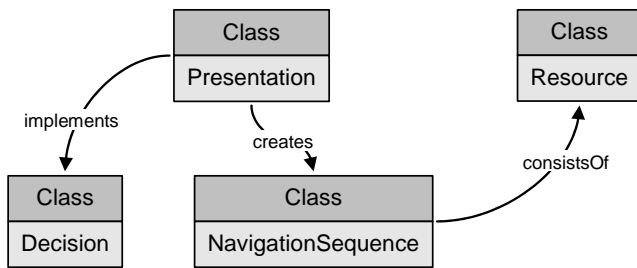 Class
Presentation
Class
Resource
implements
creates
consistsOf
Class
Decision
Class
NavigationSequence